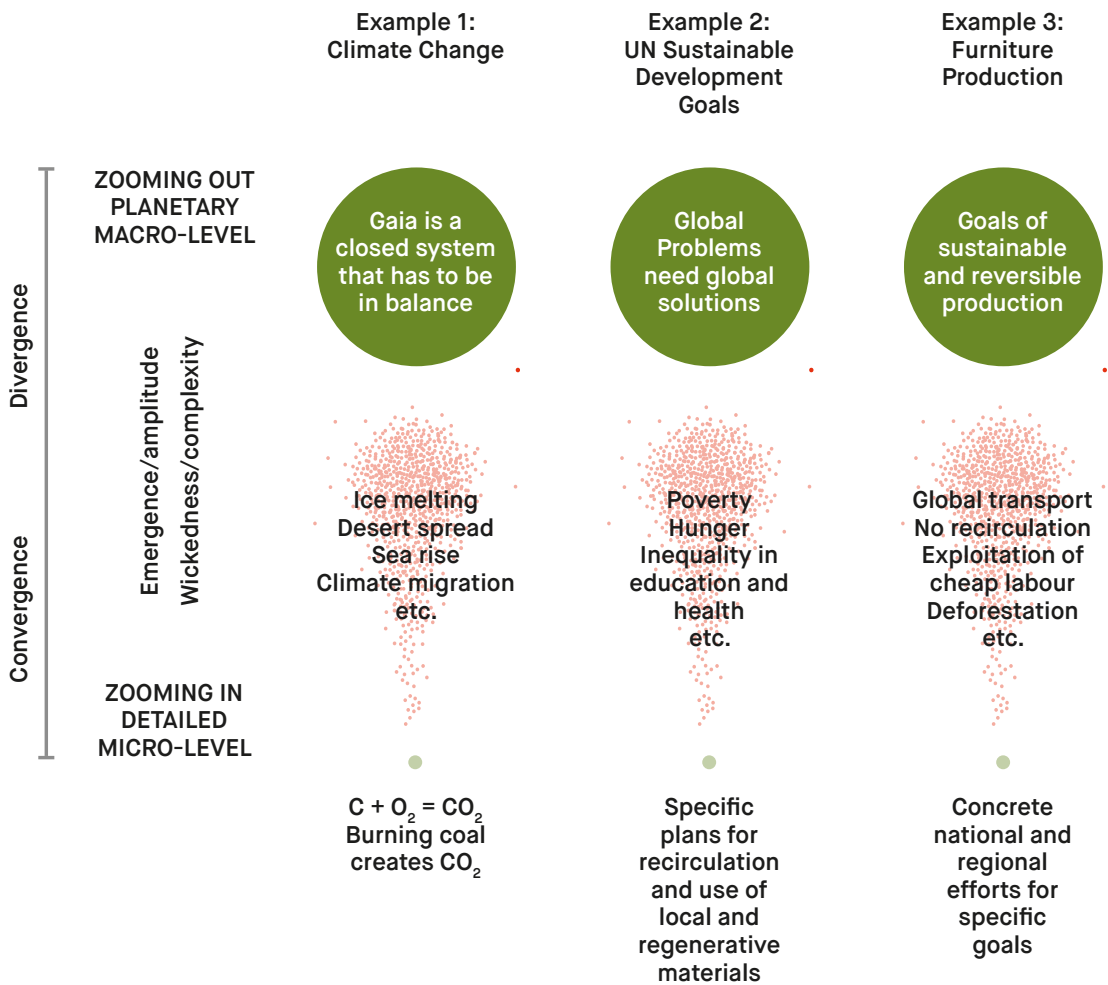 Example 1:
Climate Change
Example 2:
UN Sustainable
Development
Goals
Example 3:
Furniture
Production
Divergence
Convergence
ZOOMING OUT
PLANETARY
MACRO-LEVEL
Emergence/amplitude
Wickedness/complexity
ZOOMING IN
DETAILED
MICRO-LEVEL
Gaia is a
closed system
that has to be
in balance
Ice melting
Desert spread
Sea rise
Climate migration
etc.
C + O₂ = CO₂
Burning coal
creates CO₂
Global
Problems
need global
solutions
Poverty
Hunger
Inequality in
education and
health
etc.
Specific
plans for
recirculation
and use of
local and
regenerative
materials
Goals of
sustainable
and reversible
production
Global transport
No recirculation
Exploitation of
cheap labour
Deforestation
etc.
Concrete
national and
regional
efforts for
specific
goals